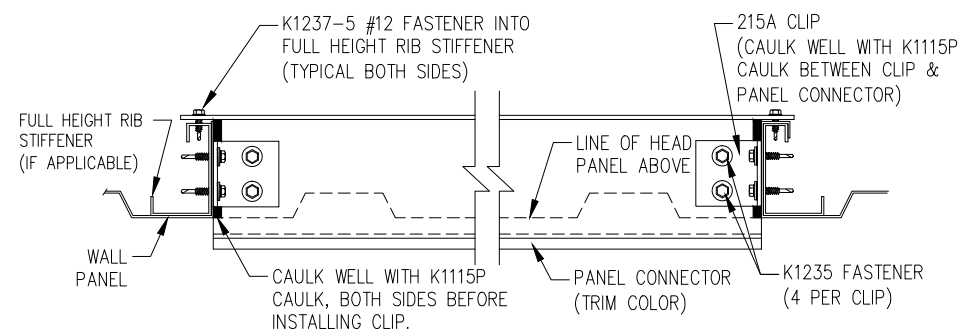 K1237-5 #12 FASTENER INTO
FULL HEIGHT RIB STIFFENER
(TYPICAL BOTH SIDES)
215A CLIP
(CAULK WELL WITH K1115P
CAULK BETWEEN CLIP &
PANEL CONNECTOR)
FULL HEIGHT RIB
STIFFENER
(IF APPLICABLE)
LINE OF HEAD
PANEL ABOVE
WALL
PANEL
CAULK WELL WITH K1115P
CAULK, BOTH SIDES BEFORE
INSTALLING CLIP.
PANEL CONNECTOR
(TRIM COLOR)
K1235 FASTENER
(4 PER CLIP)